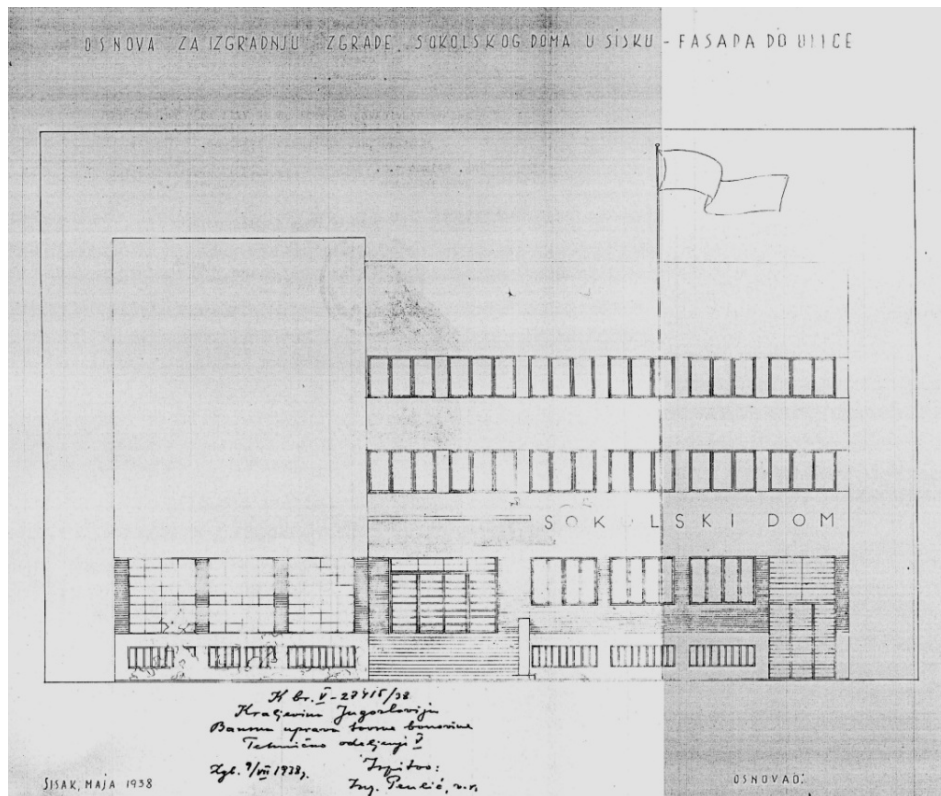 OSNOVA ZA IZGRADNJU ZGRADE, SOKOLSKOG DOMA U SISKU - FASADA DO ULICE
SOKOLSKI DOM
K br. V-27415/38
Kraljevina Jugoslavija
Banska uprava savske banovine
Tehničko odeljenje V
Zgb. 9/VII 1938,
Ispitao:
Ing.
SISAK, MAJA 1938
OSNOVAO: